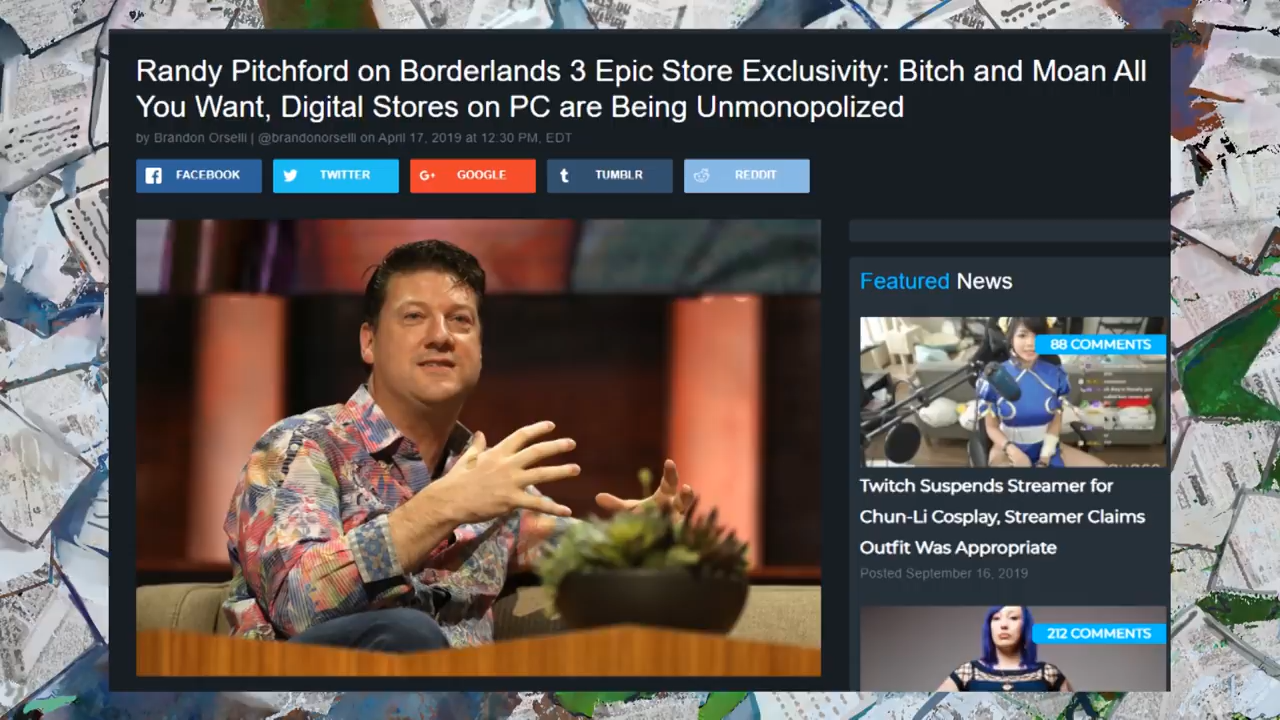 Randy Pitchford on Borderlands 3 Epic Store Exclusivity: Bitch and Moan All
You Want, Digital Stores on PC are Being Unmonopolized
by Brandon Orselli | @brandonorselli on April 17, 2019 at 12:30 PM, EDT
FACEBOOK
TWITTER
GOOGLE
TUMBLR
REDDIT
Featured News
88 COMMENTS
Twitch Suspends Streamer for
Chun-Li Cosplay, Streamer Claims
Outfit Was Appropriate
Posted September 16, 2019
212 COMMENTS